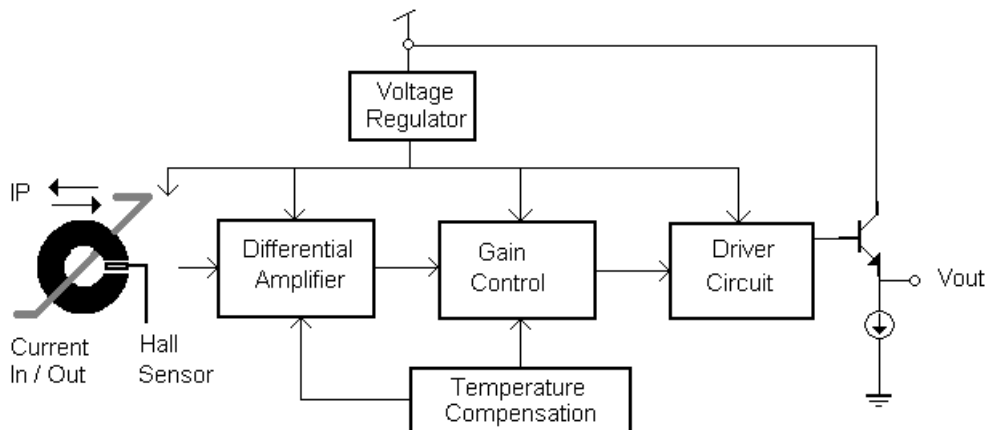 Voltage
Regulator
IP
Differential
Amplifier
Gain
Control
Driver
Circuit
Vout
Current
In / Out
Hall
Sensor
Temperature
Compensation